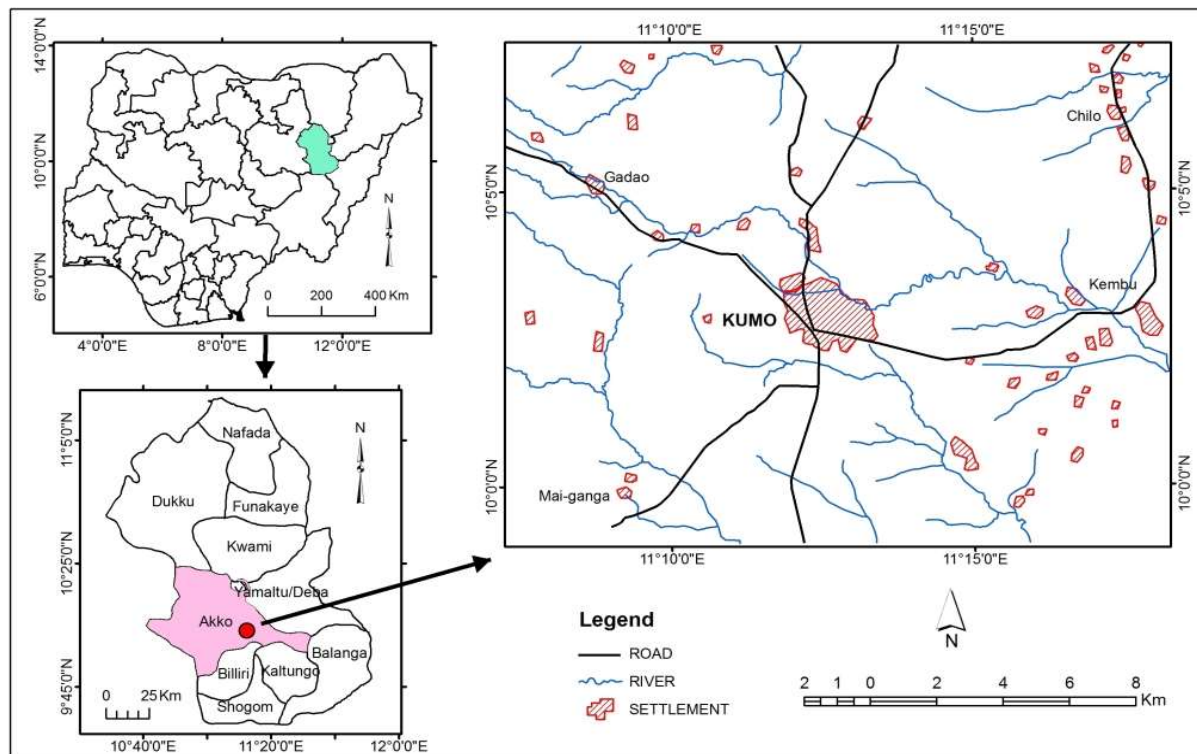 14°0'0"N
10°0'0"N
6°0'0"N
N
0 200 400 Km
4°0'0"E 8°0'0"E 12°0'0"E
11°5'0"N
10°25'0"N
9°45'0"N
N
Nafada
Dukku
Funakaye
Kwami
Yamaltu/Deba
Akko
Balanga
Billiri
Kaltungo
Shogom
0 25 Km
10°40'0"E 11°20'0"E 12°0'0"E
11°10'0"E 11°15'0"E
10°5'0"N
10°0'0"N
Chilo
Gadao
10°5'0"N
Kembu
KUMO
Mai-ganga
10°0'0"N
11°10'0"E 11°15'0"E
Legend
ROAD
RIVER
SETTLEMENT
N
2 1 0 2 4 6 8
Km